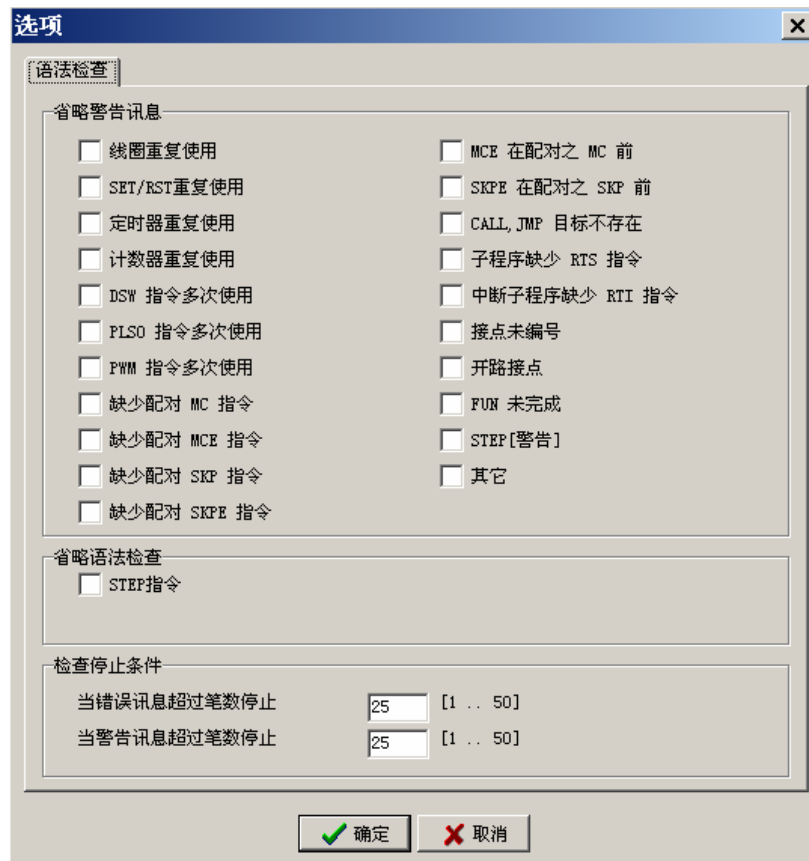 选项
语法检查
省略警告讯息
线圈重复使用
SET/RST重复使用
定时器重复使用
计数器重复使用
DSW 指令多次使用
PLSO 指令多次使用
PWM 指令多次使用
缺少配对 MC 指令
缺少配对 MCE 指令
缺少配对 SKP 指令
缺少配对 SKPE 指令
MCE 在配对之 MC 前
SKPE 在配对之 SKP 前
CALL,JMP 目标不存在
子程序缺少 RTS 指令
中断子程序缺少 RTI 指令
接点未编号
开路接点
FUN 未完成
STEP[警告]
其它
省略语法检查
STEP指令
检查停止条件
当错误讯息超过笔数停止 25 [1 .. 50]
当警告讯息超过笔数停止 25 [1 .. 50]
确定 取消